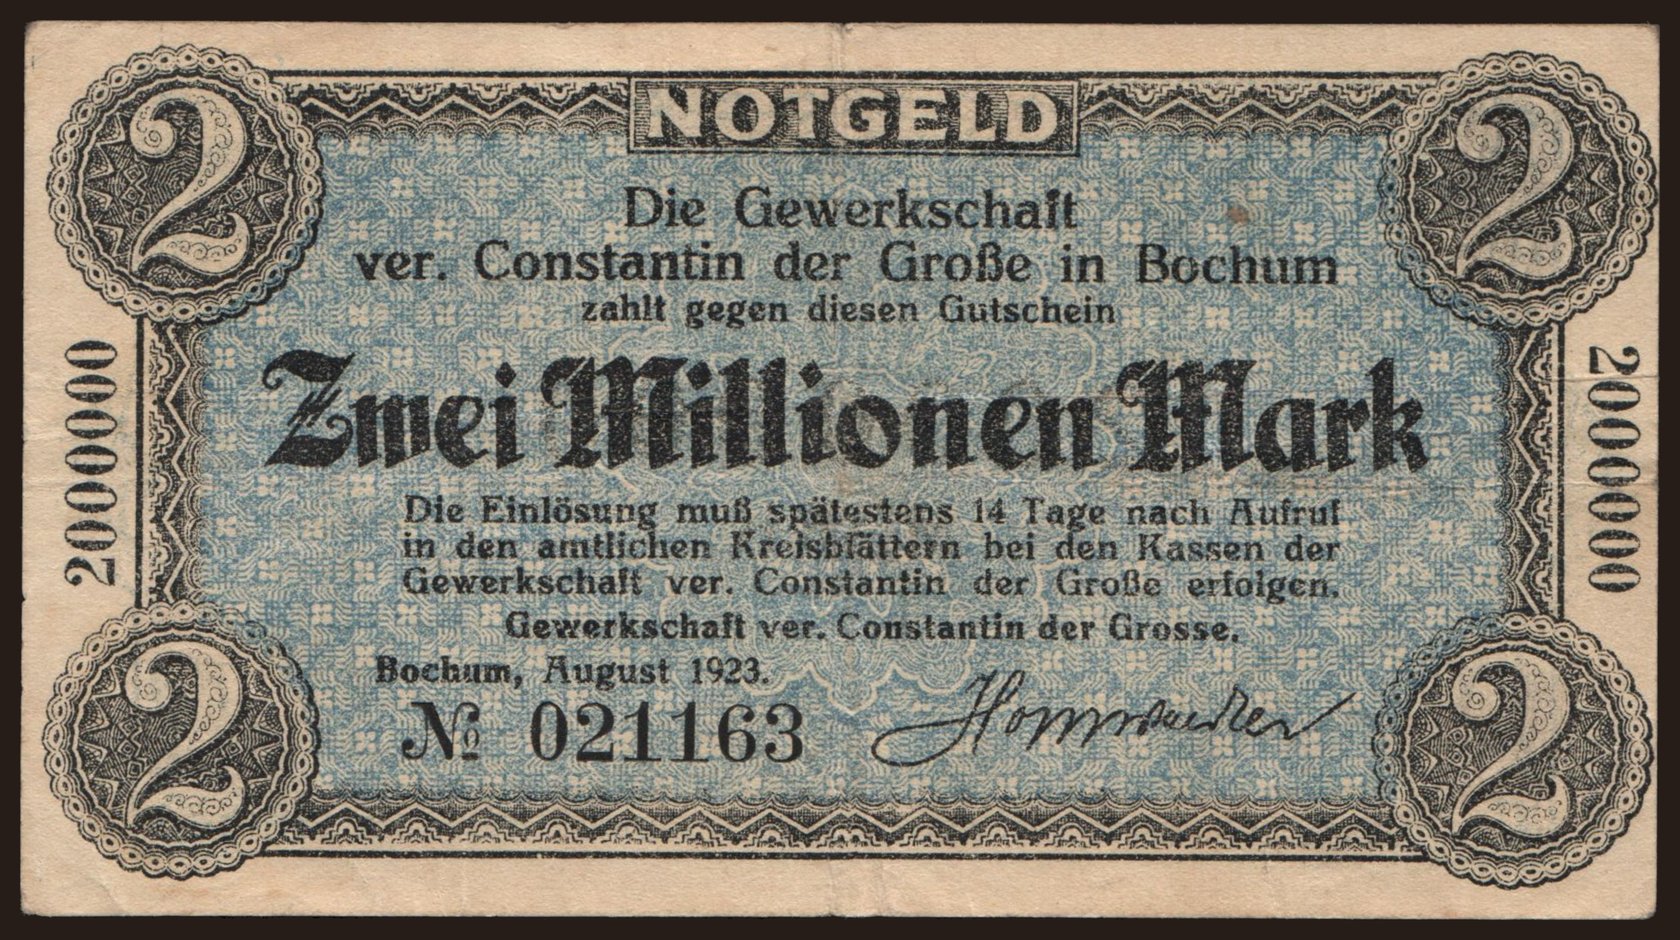 NOTGELD
2
2
Die Gewerkschaft
ver. Constantin der Große in Bochum
zahlt gegen diesen Gutschein
Zwei Millionen Mark
2000000
2000000
Die Einlösung muß spätestens 14 Tage nach Aufruf
in den amtlichen Kreisblättern bei den Kassen der
Gewerkschaft ver. Constantin der Große erfolgen.
Gewerkschaft ver. Constantin der Grosse.
Bochum, August 1923.
№ 021163
2
2